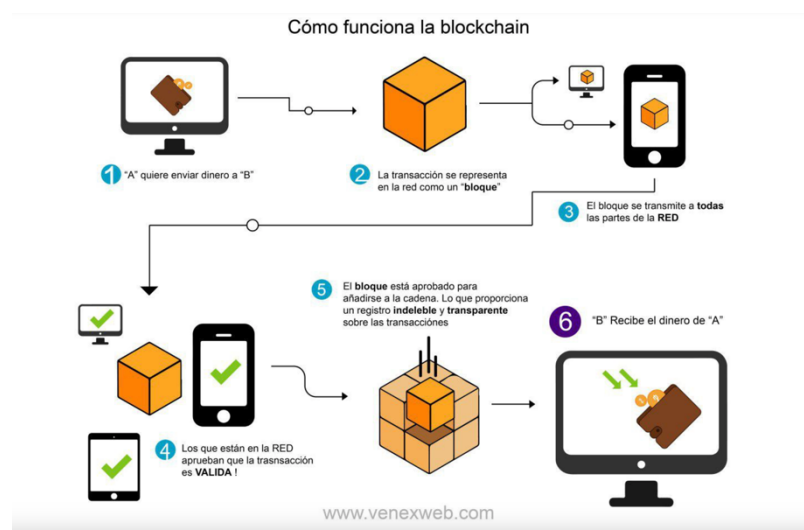 Cómo funciona la blockchain
1 "A" quiere enviar dinero a "B"
2 La transacción se representa
en la red como un "bloque"
3 El bloque se transmite a todas
las partes de la RED
4 Los que están en la RED
aprueban que la trasnsacción
es VALIDA !
5 El bloque está aprobado para
añadirse a la cadena. Lo que proporciona
un registro indeleble y transparente
sobre las transacciónes
6 "B" Recibe el dinero de "A"
www.venexweb.com